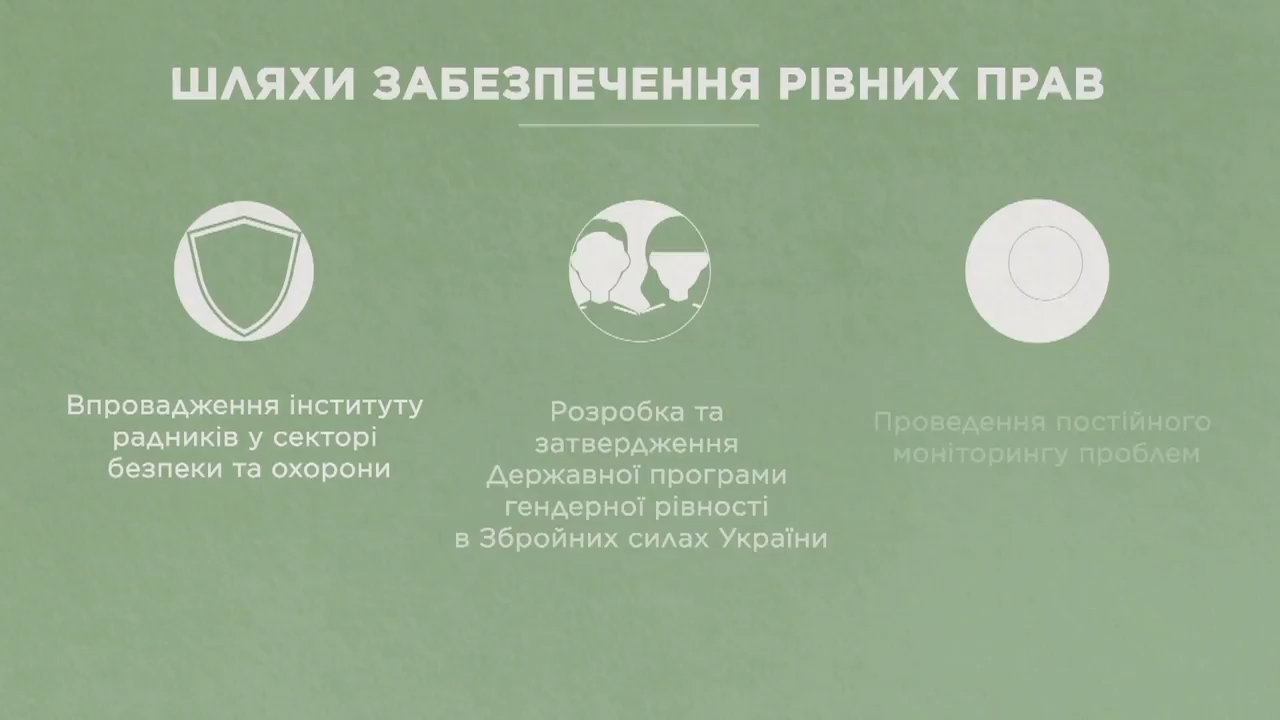 ШЛЯХИ ЗАБЕЗПЕЧЕННЯ РІВНИХ ПРАВ
Впровадження інституту
радників у секторі
безпеки та охорони
Розробка та
затвердження
Державної програми
гендерної рівності
в Збройних силах України
Проведення постійного
моніторингу проблем